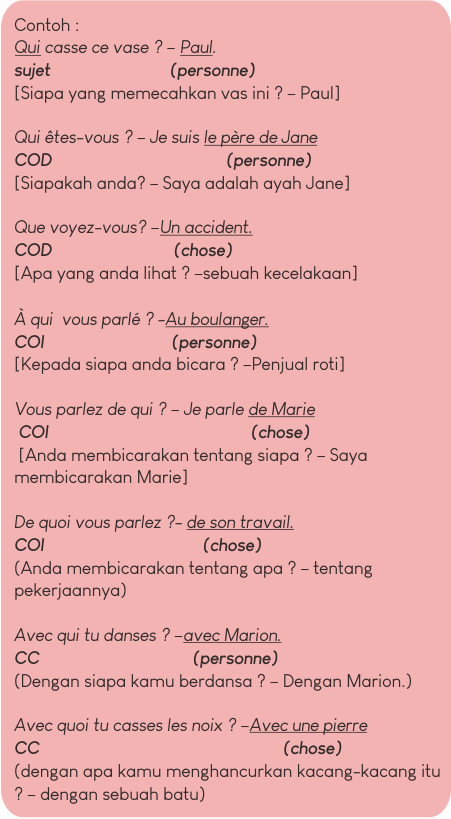 Contoh :
Qui casse ce vase ? – Paul.
sujet (personne)
[Siapa yang memecahkan vas ini ? – Paul]
Qui êtes-vous ? – Je suis le père de Jane
COD (personne)
[Siapakah anda? – Saya adalah ayah Jane]
Que voyez-vous? –Un accident.
COD (chose)
[Apa yang anda lihat ? –sebuah kecelakaan]
À qui vous parlé ? -Au boulanger.
COI (personne)
[Kepada siapa anda bicara ? –Penjual roti]
Vous parlez de qui ? – Je parle de Marie
COI (chose)
[Anda membicarakan tentang siapa ? – Saya
membicarakan Marie]
De quoi vous parlez ?- de son travail.
COI (chose)
(Anda membicarakan tentang apa ? – tentang
pekerjaannya)
Avec qui tu danses ? –avec Marion.
CC (personne)
(Dengan siapa kamu berdansa ? – Dengan Marion.)
Avec quoi tu casses les noix ? –Avec une pierre
CC (chose)
(dengan apa kamu menghancurkan kacang-kacang itu
? – dengan sebuah batu)